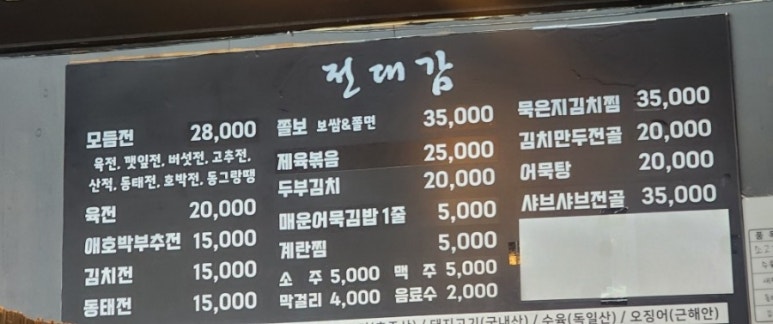 전대감
모듬전 28,000
육전, 깻잎전, 버섯전, 고추전,
산적, 동태전, 호박전, 동그랑땡
육전 20,000
애호박부추전 15,000
김치전 15,000
동태전 15,000
쫄보 보쌈&쫄면 35,000
제육볶음 25,000
두부김치 20,000
매운어묵김밥 1줄 5,000
계란찜 5,000
소 주 5,000 맥 주 5,000
막걸리 4,000 음료수 2,000
묵은지김치찜 35,000
김치만두전골 20,000
어묵탕 20,000
샤브샤브전골 35,000
/ 돼지고기(국내산) / 수육(독일산) / 오징어(근해안)